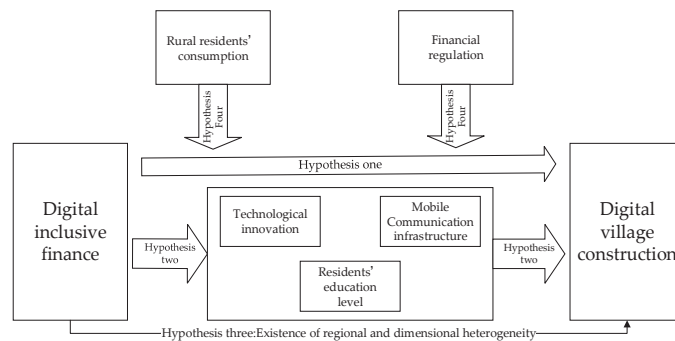 Rural residents'
consumption
Financial
regulation
Hypothesis
Four
Hypothesis
Four
Hypothesis one
Digital
inclusive
finance
Hypothesis
two
Technological
innovation
Mobile
Communication
infrastructure
Residents'
education
level
Hypothesis
two
Digital
village
construction
Hypothesis three:Existence of regional and dimensional heterogeneity